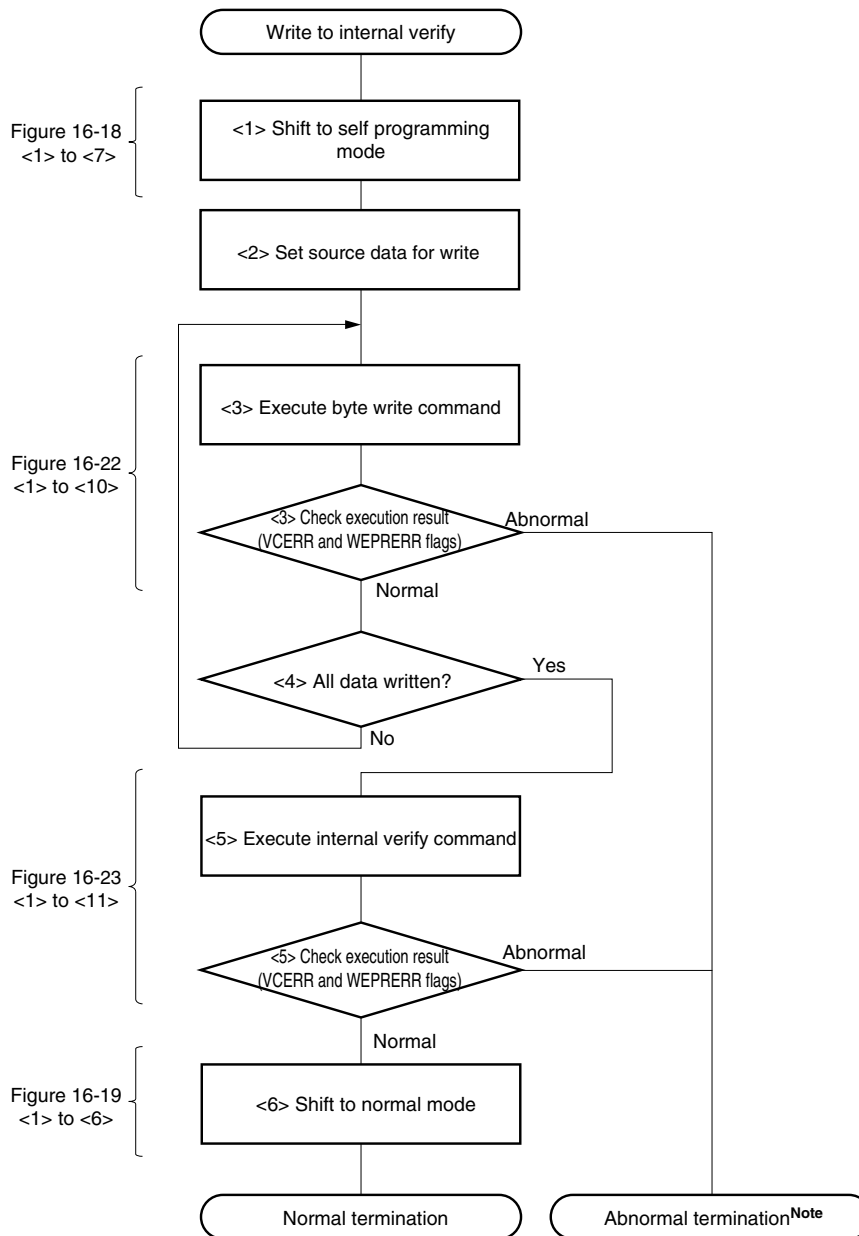 Write to internal verify
Figure 16-18
<1> to <7>
<1> Shift to self programming
mode
<2> Set source data for write
Figure 16-22
<1> to <10>
<3> Execute byte write command
<3> Check execution result
(VCERR and WEPRERR flags)
Abnormal
Normal
<4> All data written?
Yes
No
Figure 16-23
<1> to <11>
<5> Execute internal verify command
<5> Check execution result
(VCERR and WEPRERR flags)
Abnormal
Normal
Figure 16-19
<1> to <6>
<6> Shift to normal mode
Normal termination
Abnormal terminationNote